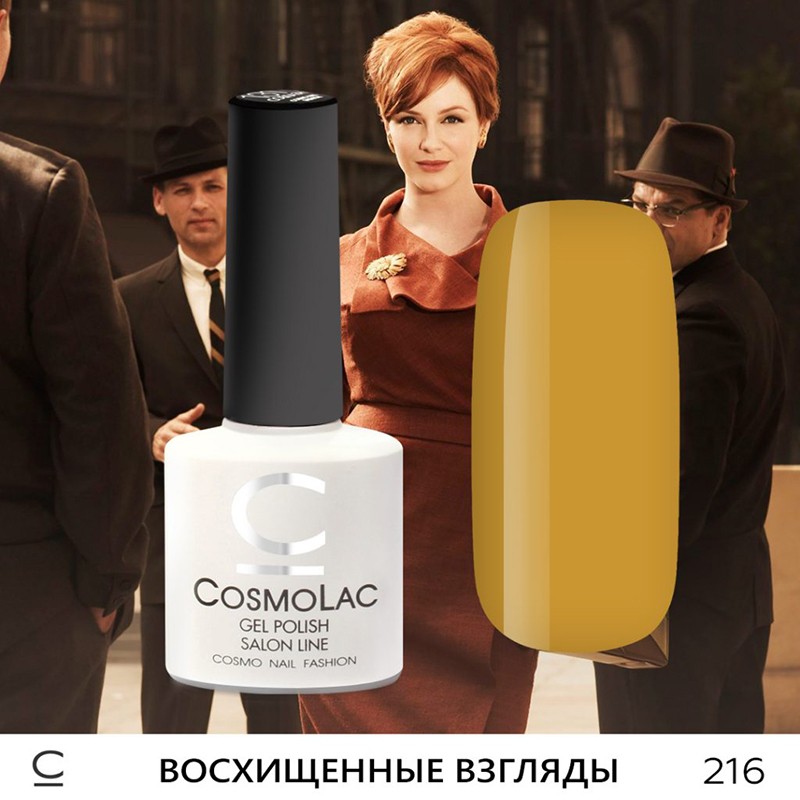 COSMOLAC
GEL POLISH
SALON LINE
COSMO NAIL FASHION
ВОСХИЩЕННЫЕ ВЗГЛЯДЫ 216